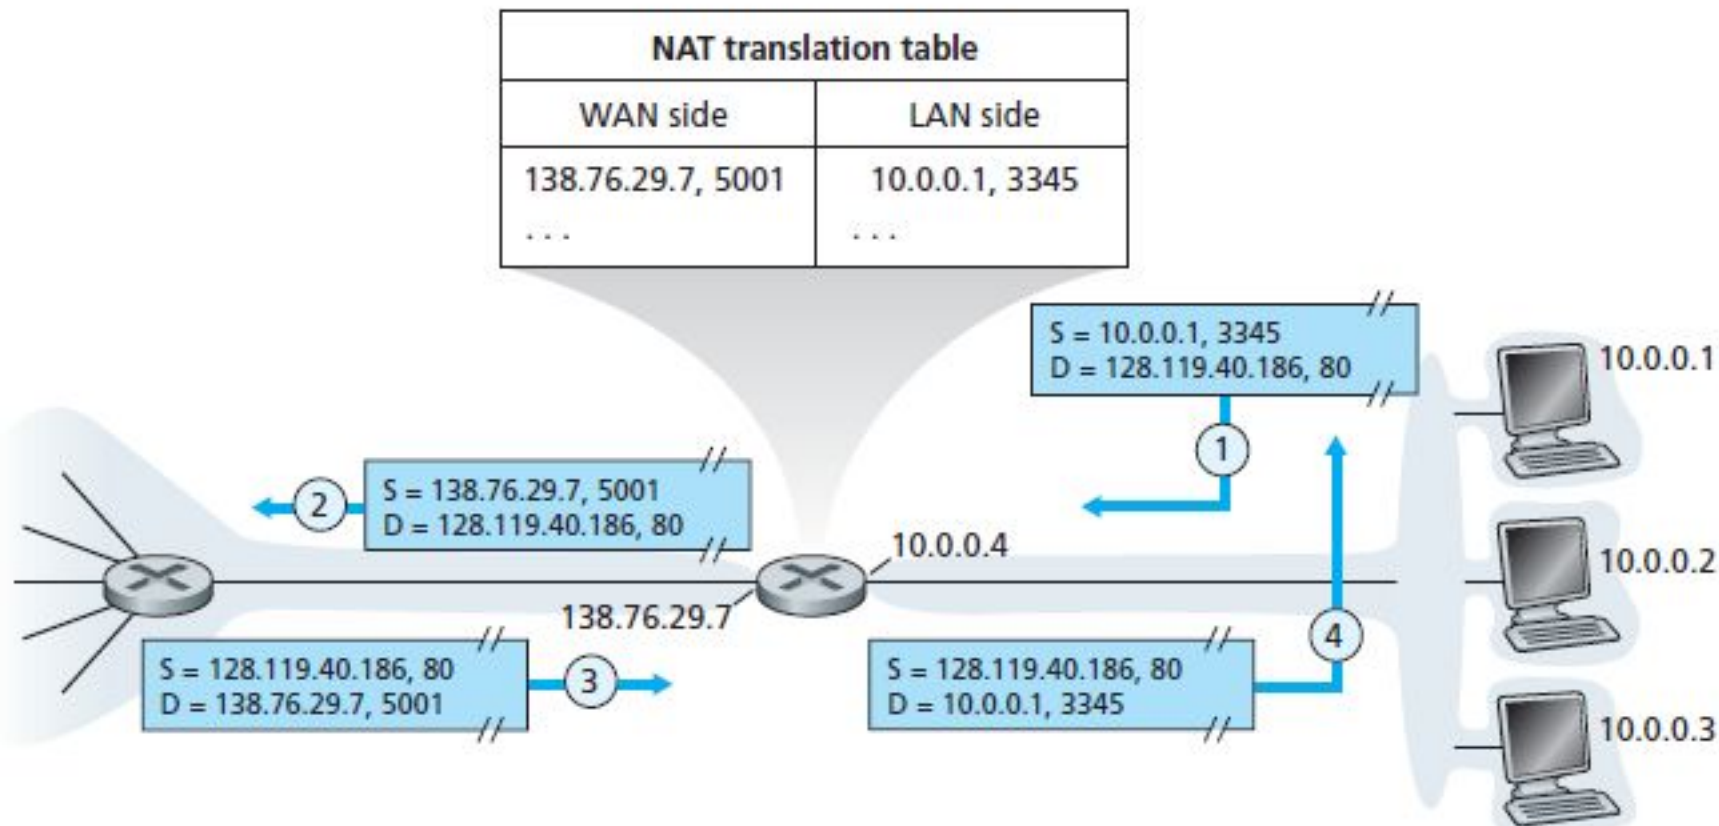 NAT translation table
WAN side LAN side
138.76.29.7, 5001 10.0.0.1, 3345
. . . . . .
S = 10.0.0.1, 3345
D = 128.119.40.186, 80
10.0.0.1
1
2
S = 138.76.29.7, 5001
D = 128.119.40.186, 80
10.0.0.4
10.0.0.2
138.76.29.7
4
S = 128.119.40.186, 80
D = 138.76.29.7, 5001
3
S = 128.119.40.186, 80
D = 10.0.0.1, 3345
10.0.0.3